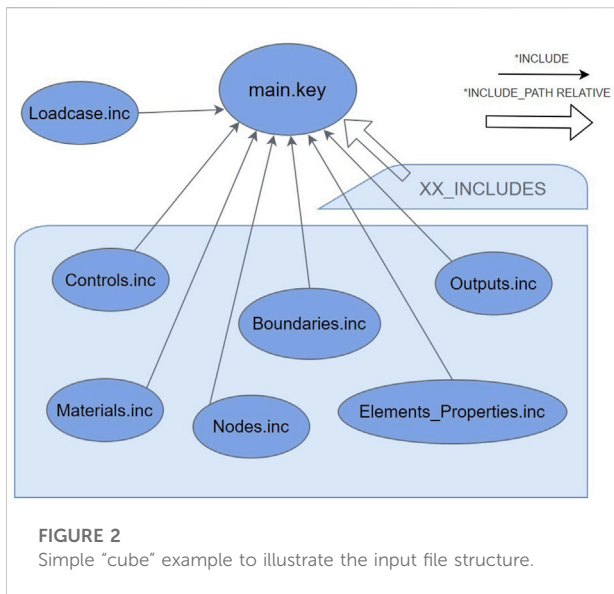 main.key
*INCLUDE
*INCLUDE_PATH RELATIVE
Loadcase.inc
XX_INCLUDES
Controls.inc
Outputs.inc
Boundaries.inc
Materials.inc
Nodes.inc
Elements_Properties.inc
FIGURE 2
Simple “cube” example to illustrate the input file structure.